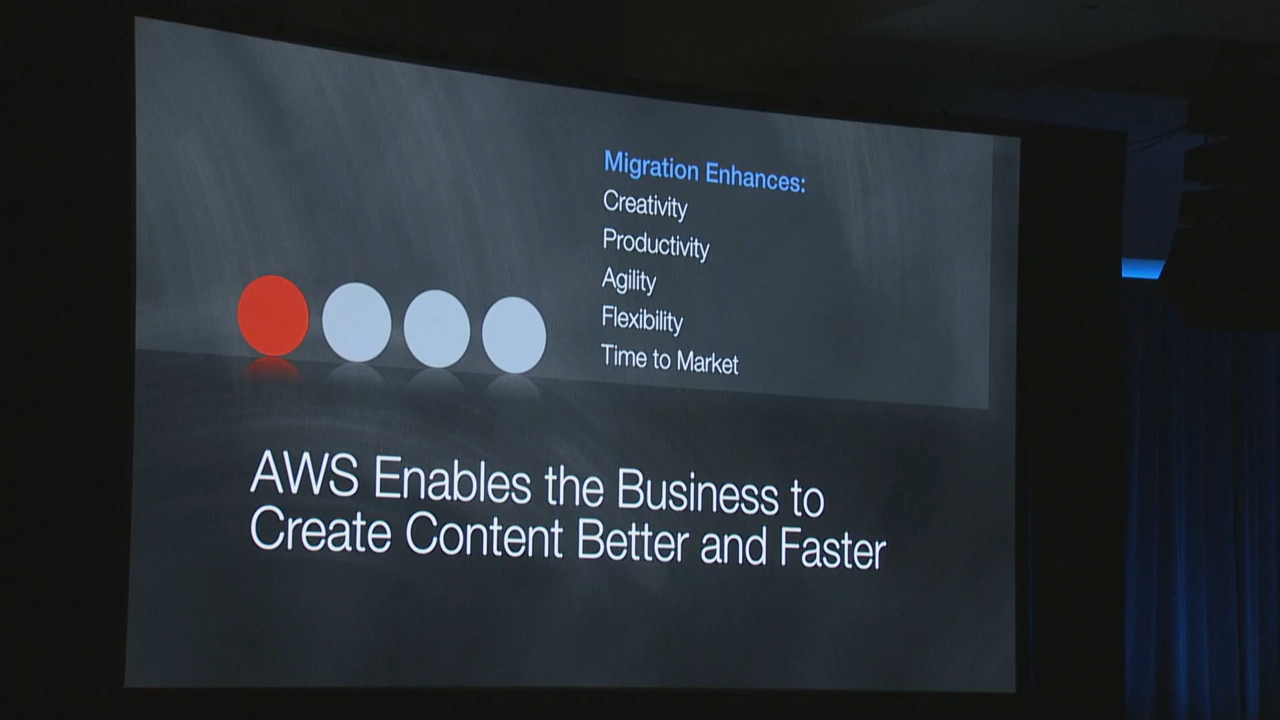 Migration Enhances:
Creativity
Productivity
Agility
Flexibility
Time to Market
AWS Enables the Business to
Create Content Better and Faster